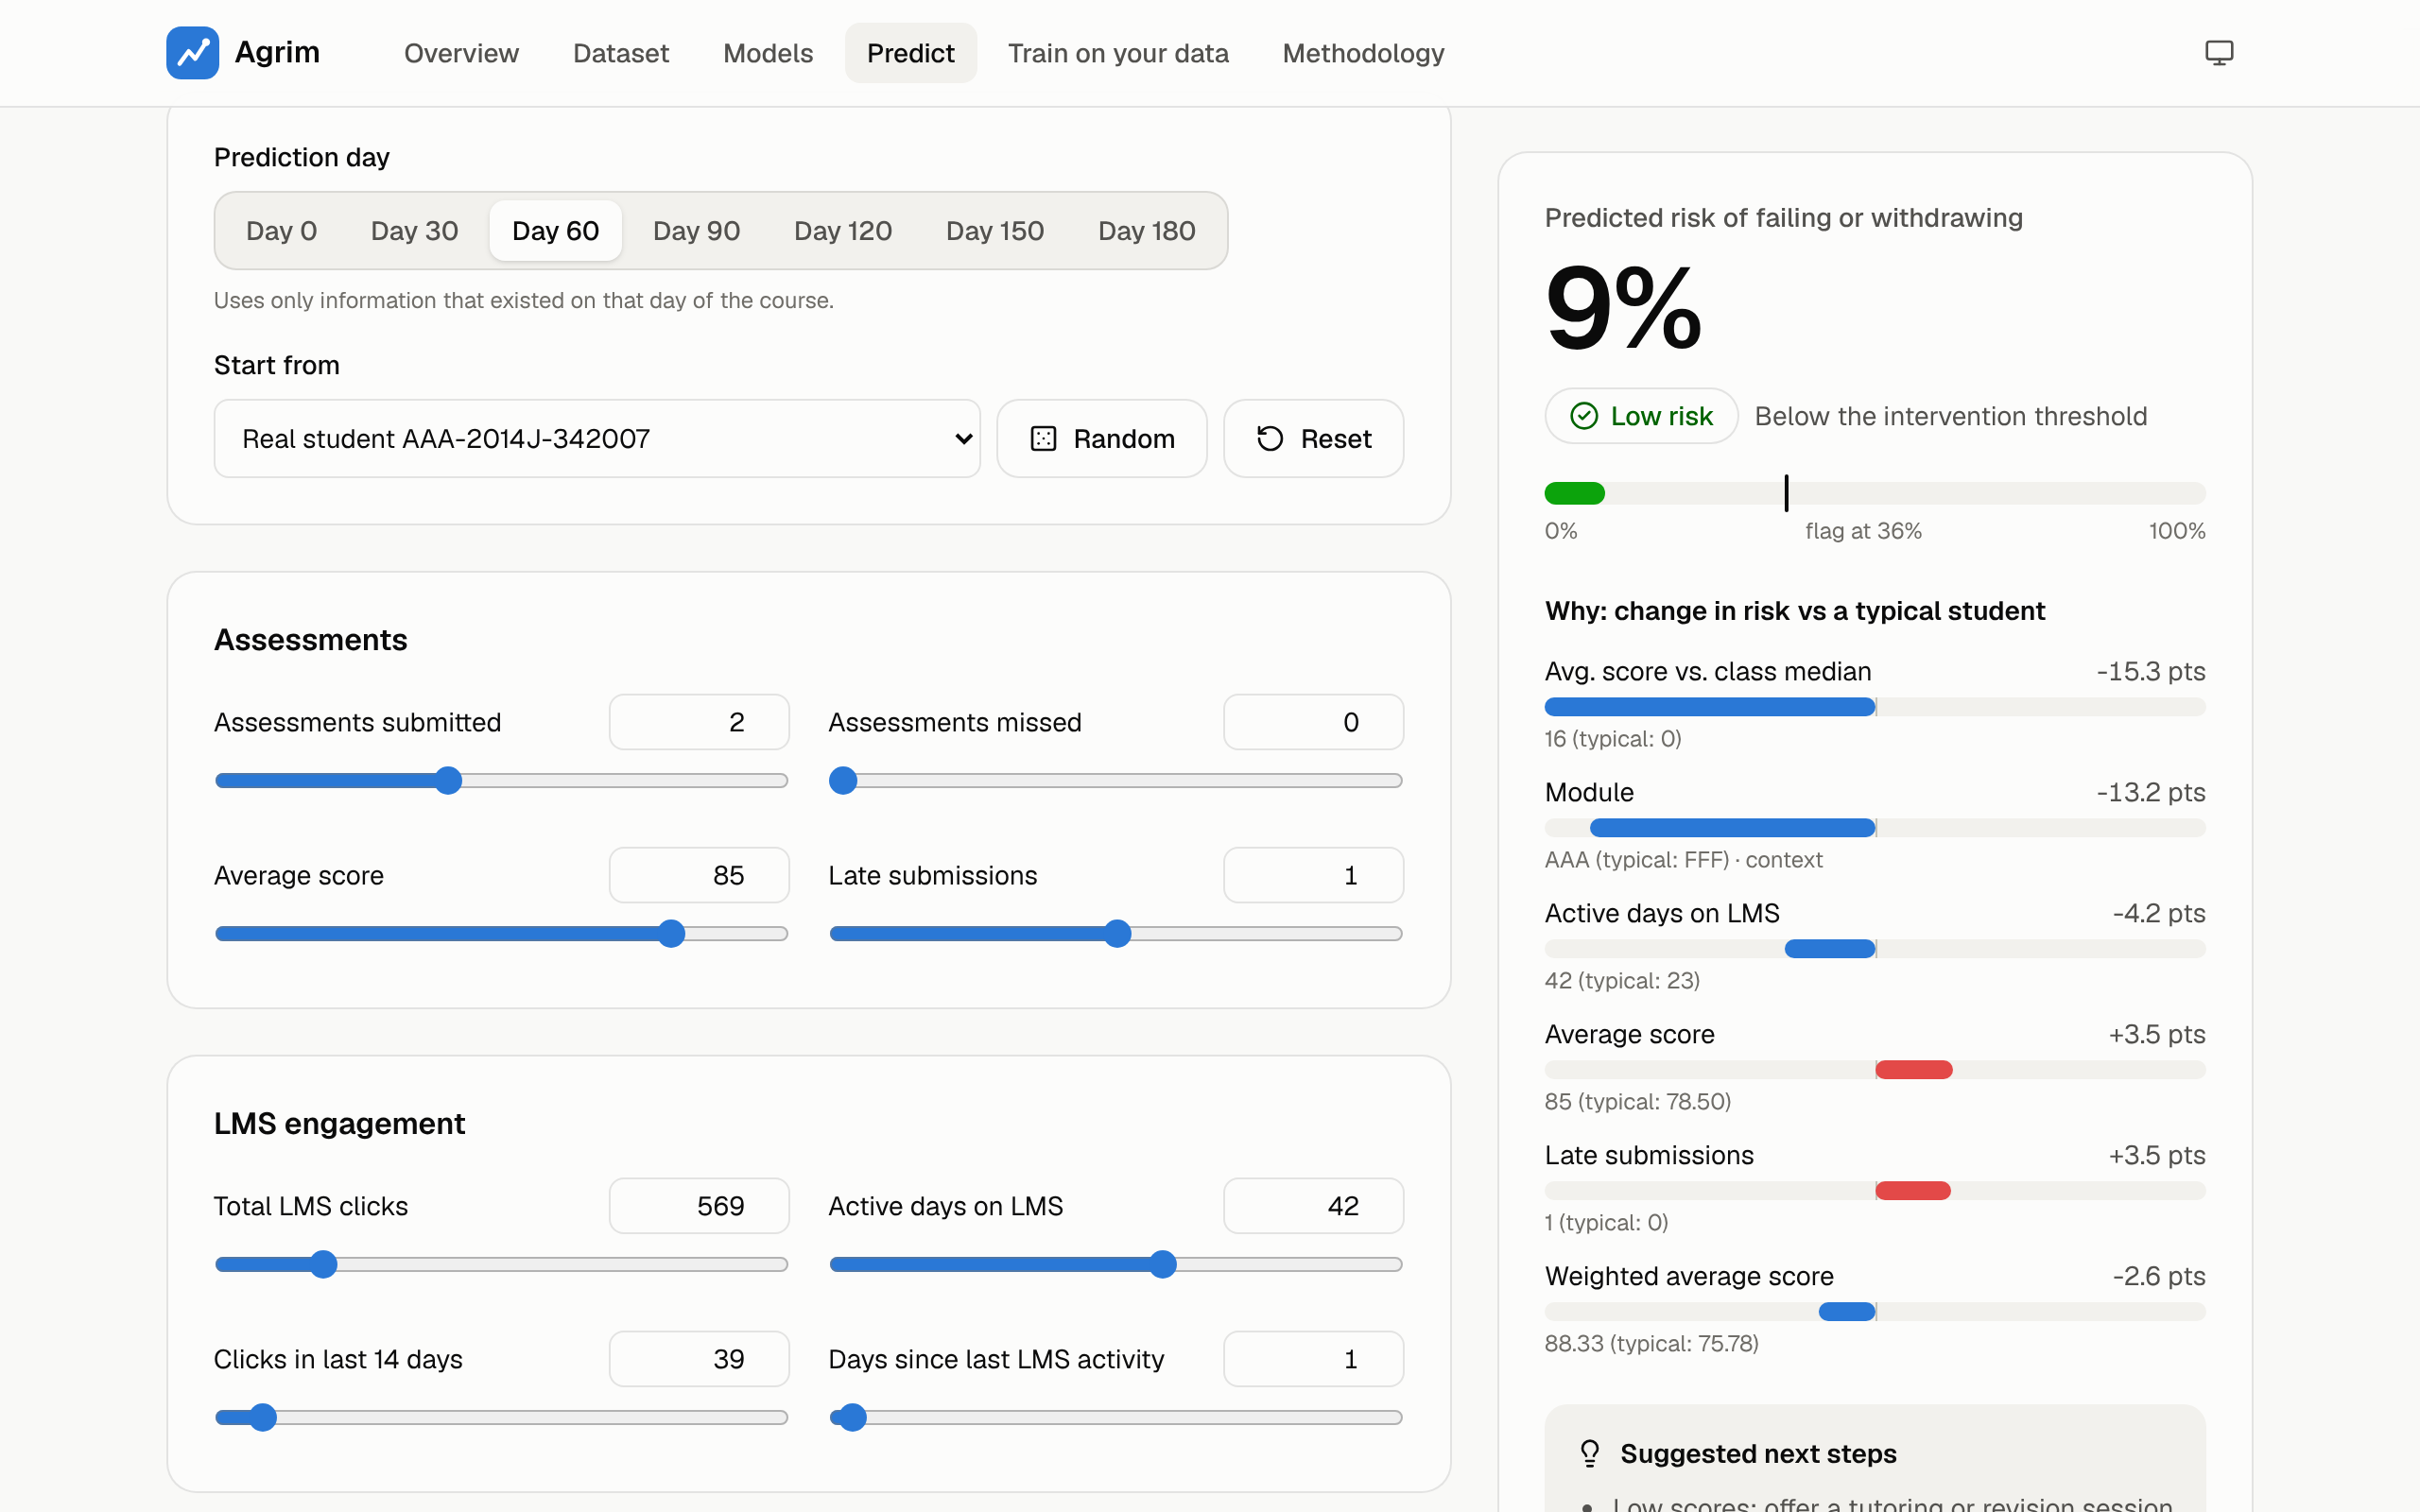 Agrim
Overview
Dataset
Models
Predict
Train on your data
Methodology
Prediction day
Day 0
Day 30
Day 60
Day 90
Day 120
Day 150
Day 180
Uses only information that existed on that day of the course.
Start from
Real student AAA-2014J-342007
Random
Reset
Assessments
Assessments submitted
2
Assessments missed
0
Average score
85
Late submissions
1
LMS engagement
Total LMS clicks
569
Active days on LMS
42
Clicks in last 14 days
39
Days since last LMS activity
1
Predicted risk of failing or withdrawing
9%
Low risk
Below the intervention threshold
0%
flag at 36%
100%
Why: change in risk vs a typical student
Avg. score vs. class median
-15.3 pts
16 (typical: 0)
Module
-13.2 pts
AAA (typical: FFF) · context
Active days on LMS
-4.2 pts
42 (typical: 23)
Average score
+3.5 pts
85 (typical: 78.50)
Late submissions
+3.5 pts
1 (typical: 0)
Weighted average score
-2.6 pts
88.33 (typical: 75.78)
Suggested next steps
Low scores: offer a tutoring or revision session